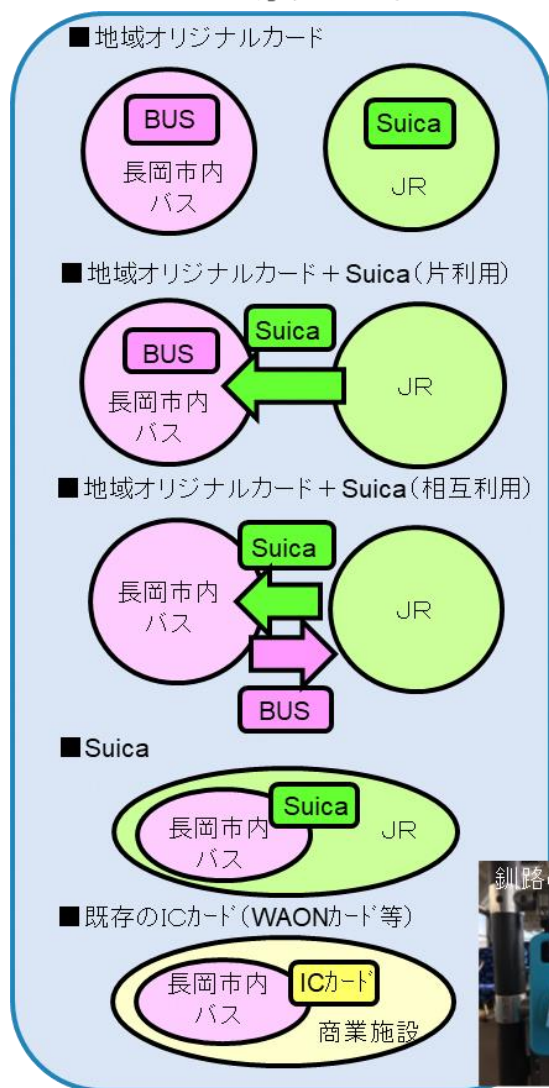 ■地域オリジナルカード
BUS
長岡市内
バス
Suica
JR
■地域オリジナルカード+Suica(片利用)
Suica
BUS
長岡市内
バス
JR
■地域オリジナルカード+Suica(相互利用)
Suica
長岡市内
バス
JR
BUS
■Suica
Suica
長岡市内
バス
JR
釧路
■既存のICカード(WAONカード等)
長岡市内
バス
ICカード
商業施設